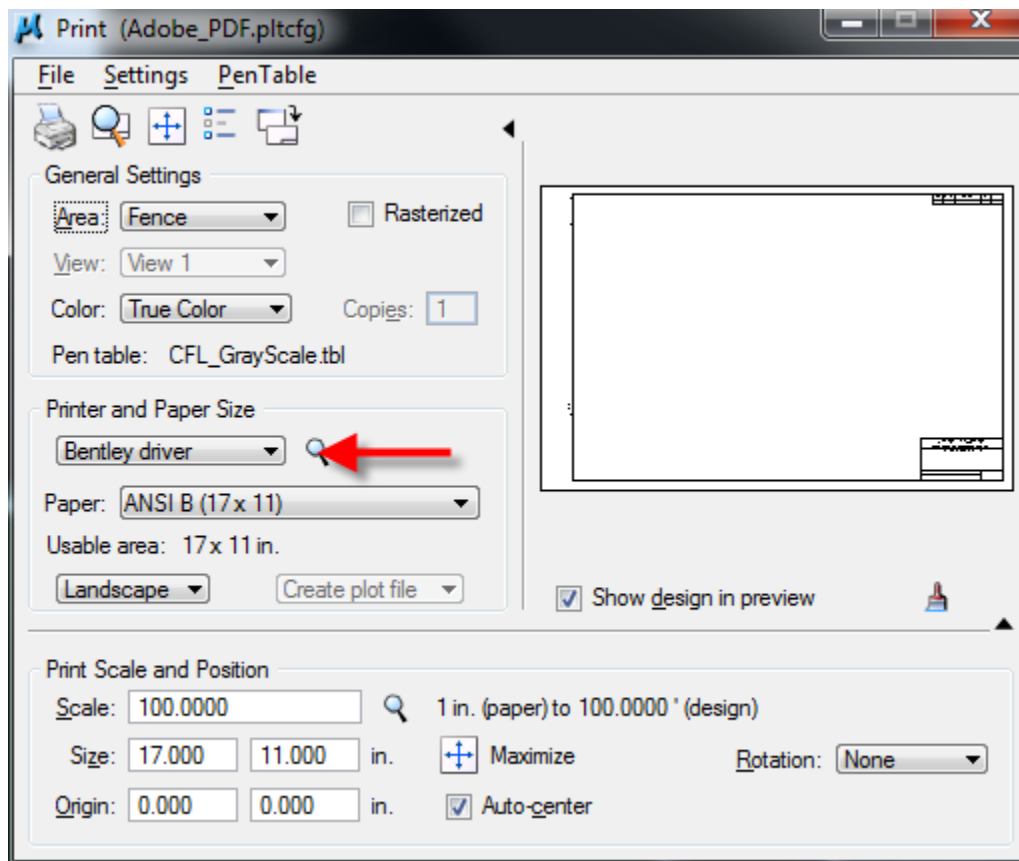 Print (Adobe_PDF.pltcfg)
File Settings PenTable
General Settings
Area: Fence Rasterized
View: View 1
Color: True Color Copies: 1
Pen table: CFL_GrayScale.tbl
Printer and Paper Size
Bentley driver
Paper: ANSI B (17 x 11)
Usable area: 17 x 11 in.
Landscape Create plot file
Show design in preview
Print Scale and Position
Scale: 100.0000 1 in. (paper) to 100.0000 ' (design)
Size: 17.000 11.000 in. Maximize Rotation: None
Origin: 0.000 0.000 in. Auto-center